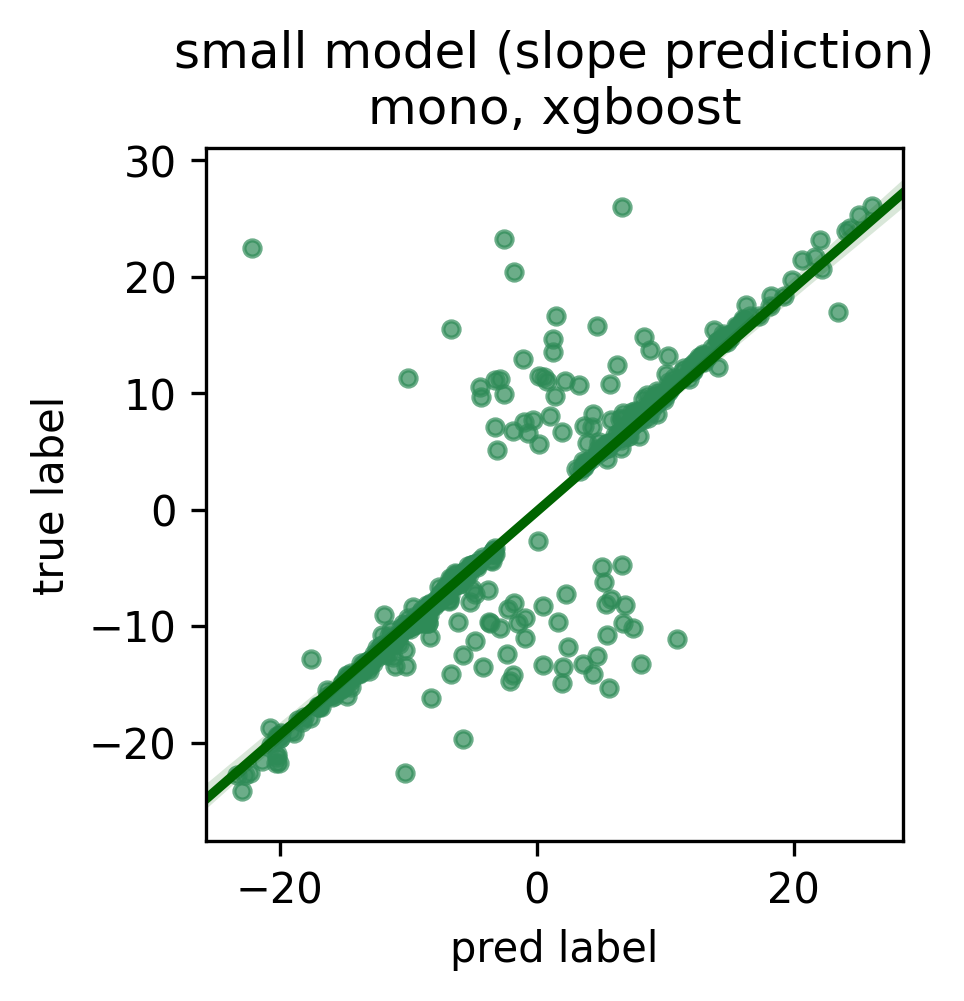 small model (slope prediction)
mono, xgboost
30
20
10
0
−10
−20
true label
−20
0
20
pred label